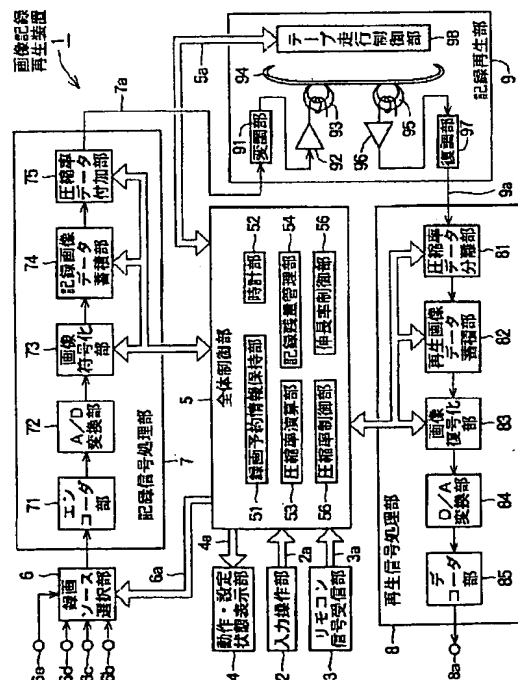 画像記録
再生装置
1
7a
5a
テープ走行制御部
98
94
93
95
変調部
91
92
96
復調部
97
記録再生部
9
9a
エン
コーダ部
71
A/D
変換部
72
画像
符号化
部
73
記録画像
データ
蓄積部
74
圧縮率
データ
付加部
75
記録信号処理部
7
録画
ソース
選択部
6
6a
6d
6c
6b
6a
全体制御部
5
録画予約情報保持部
51
時計部
52
圧縮率演算部
53
記録残量管理部
54
圧縮率制御部
56
伸長率制御部
56
動作・設定
状態表示部
4
4a
入力操作部
2
2a
リモコン
信号受信部
3
3a
再生信号処理部
8
圧縮率
データ
分離部
81
再生画像
データ
蓄積部
82
画像
復号化
部
83
D/A
変換部
84
デ
コーダ部
85
8a